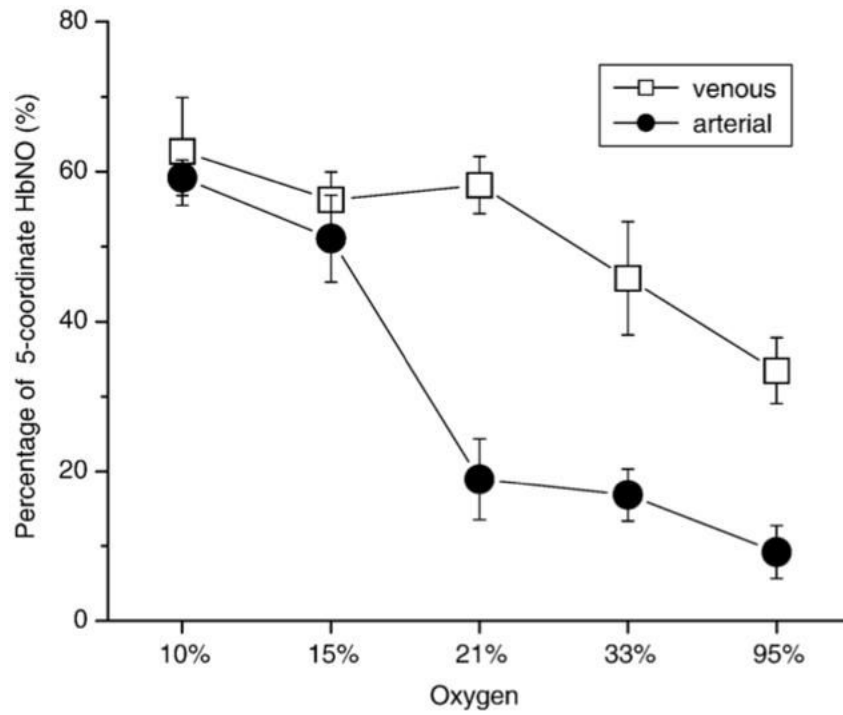 80
60
40
20
0
Percentage of 5-coordinate HbNO (%)
venous
arterial
10%
15%
21%
33%
95%
Oxygen